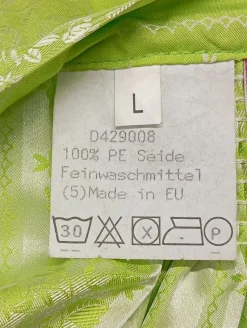 L
D429008
100% PE Seide
Feinwaschmittel
(5)Made in EU
30 X P